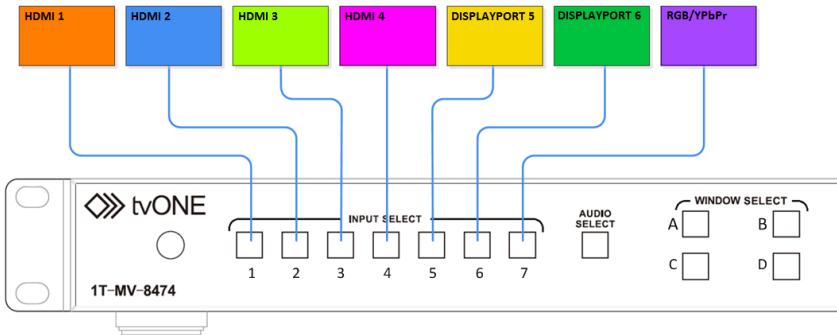 HDMI 1
HDMI 2
HDMI 3
HDMI 4
DISPLAYPORT 5
DISPLAYPORT 6
RGB/YPbPr
tvONE
INPUT SELECT
AUDIO
SELECT
WINDOW SELECT
A
B
1
2
3
4
5
6
7
C
D
1T-MV-8474